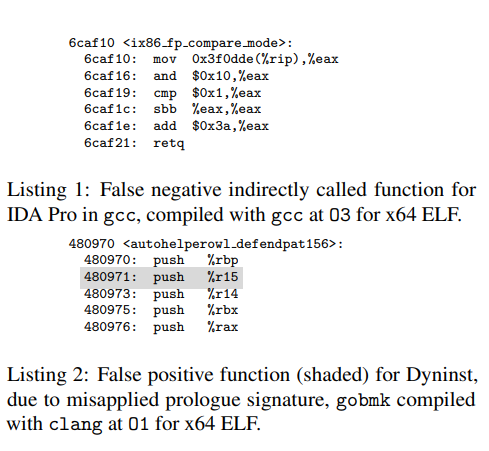 6caf10 <ix86_fp_compare_mode>:
6caf10: mov 0x3f0dde(%rip),%eax
6caf16: and $0x10,%eax
6caf19: cmp $0x1,%eax
6caf1c: sbb %eax,%eax
6caf1e: add $0x3a,%eax
6caf21: retq
Listing 1: False negative indirectly called function for
IDA Pro in gcc, compiled with gcc at O3 for x64 ELF.
480970 <autohelperowl_defendpat156>:
480970: push %rbp
480971: push %r15
480973: push %r14
480975: push %rbx
480976: push %rax
Listing 2: False positive function (shaded) for Dyninst,
due to misapplied prologue signature, gobmk compiled
with clang at O1 for x64 ELF.